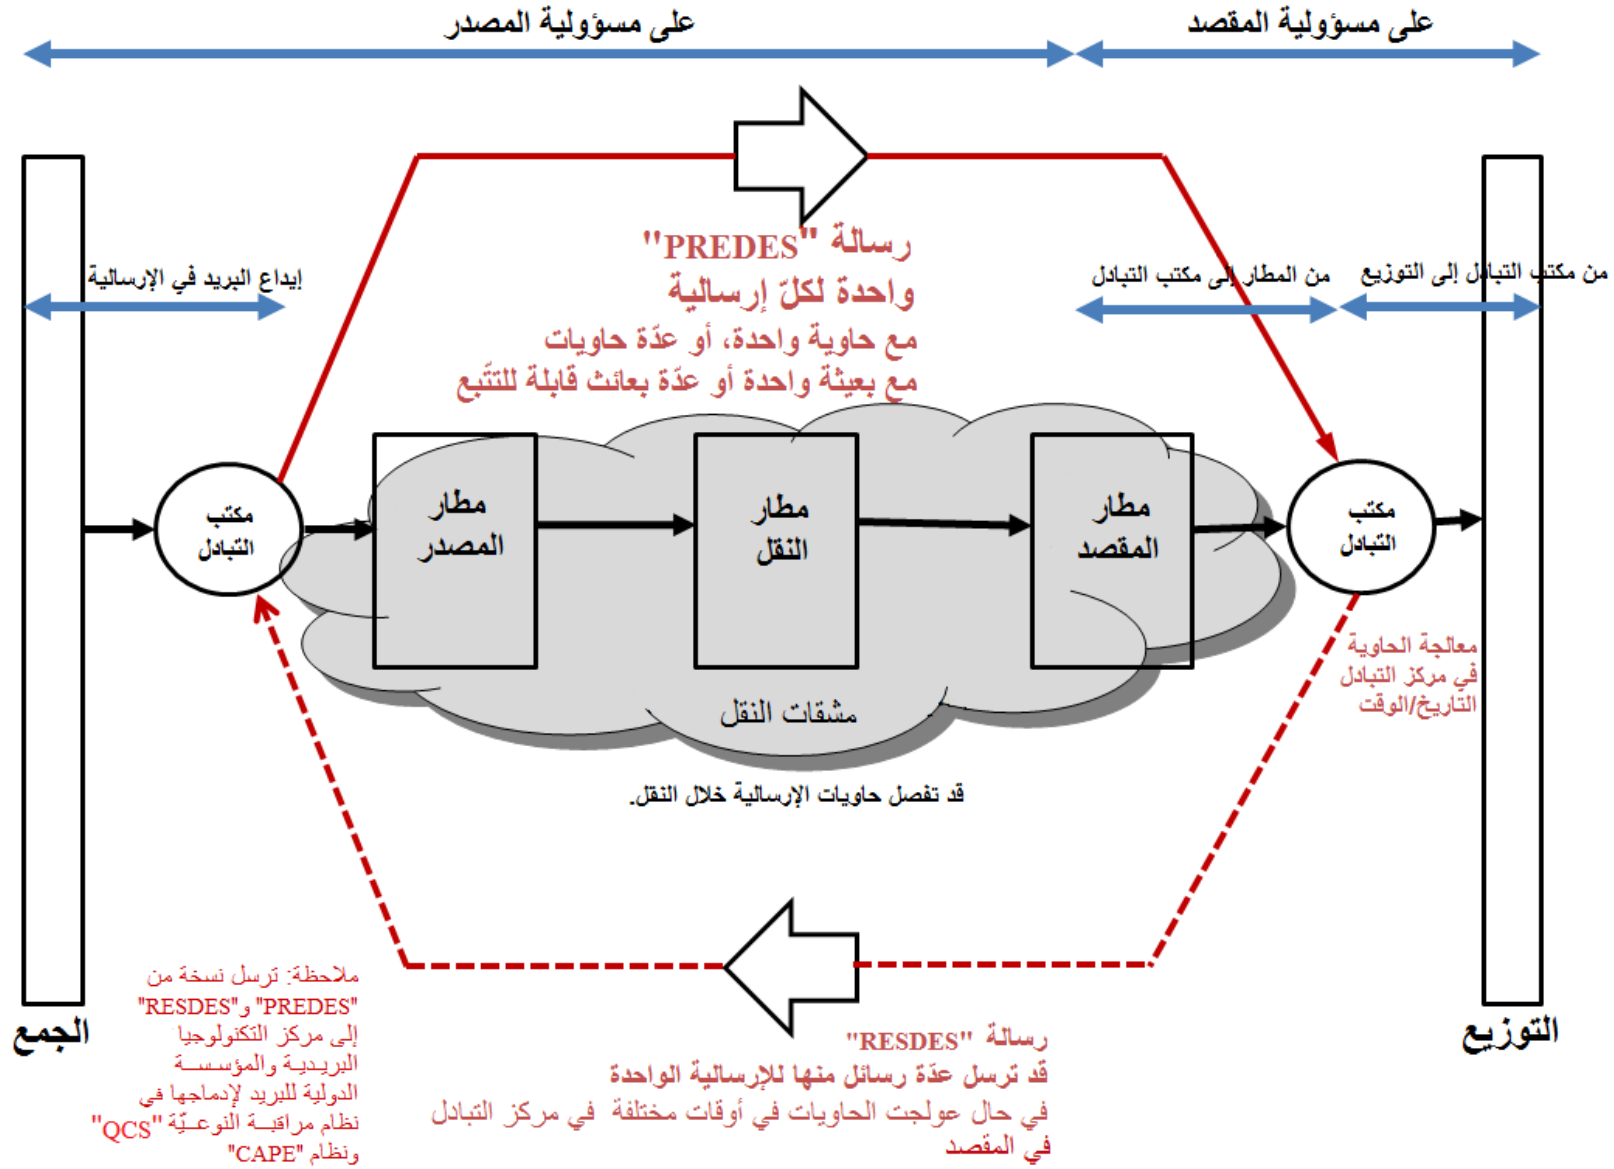 على مسؤولية المقصد
على مسؤولية المصدر
رسالة "PREDES"
واحدة لكلّ إرسالية
مع حاوية واحدة، أو عدّة حاويات
مع بعيثة واحدة أو عدّة بعائث قابلة للتتّبع
من مكتب التبادل إلى التوزيع
من المطار إلى مكتب التبادل
إيداع البريد في الإرسالية
مكتب
التبادل
مطار
المقصد
مطار
النقل
مطار
المصدر
مكتب
التبادل
معالجة الحاوية
في مركز التبادل
التاريخ/الوقت
مشقات النقل
قد تفصل حاويات الإرسالية خلال النقل.
التوزيع
الجمع
رسالة "RESDES"
قد ترسل عدّة رسائل منها للإرسالية الواحدة
في حال عولجت الحاويات في أوقات مختلفة في مركز التبادل
في المقصد
ملاحظة: ترسل نسخة من
"PREDES" و"RESDES"
إلى مركز التكنولوجيا
البريدية والمؤسسة
الدولية للبريد لإدماجها في
نظام مراقبة النوعيّة "QCS"
ونظام "CAPE"